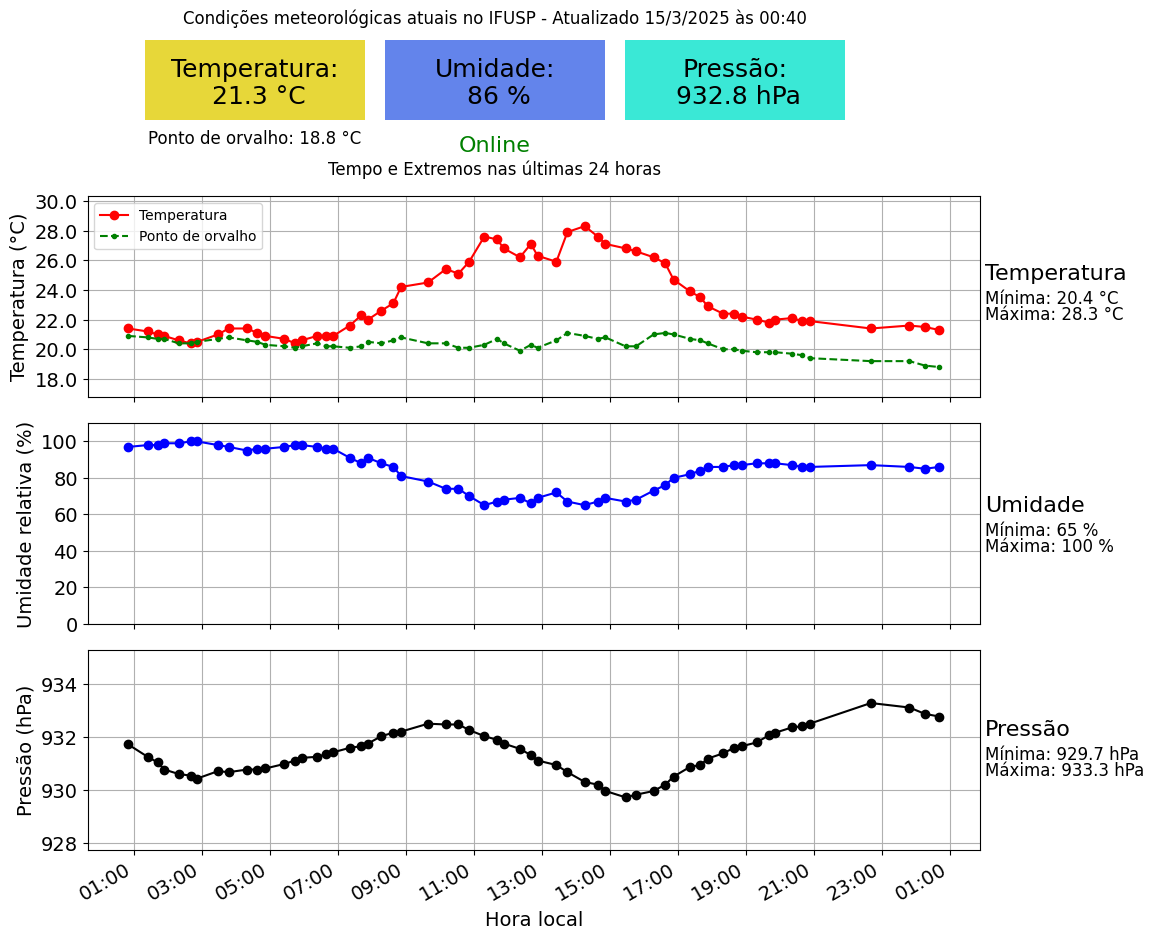 Condições meteorológicas atuais no IFUSP - Atualizado 15/3/2025 às 00:40
Temperatura:
21.3 °C
Umidade:
86 %
Pressão:
932.8 hPa
Ponto de orvalho: 18.8 °C
Online
Tempo e Extremos nas últimas 24 horas
Temperatura (°C)
30.0
28.0
26.0
24.0
22.0
20.0
18.0
Temperatura
Ponto de orvalho
Temperatura
Mínima: 20.4 °C
Máxima: 28.3 °C
Umidade relativa (%)
100
80
60
40
20
0
Umidade
Mínima: 65 %
Máxima: 100 %
Pressão (hPa)
934
932
930
928
Pressão
Mínima: 929.7 hPa
Máxima: 933.3 hPa
01:00
03:00
05:00
07:00
09:00
11:00
13:00
15:00
17:00
19:00
21:00
23:00
01:00
Hora local